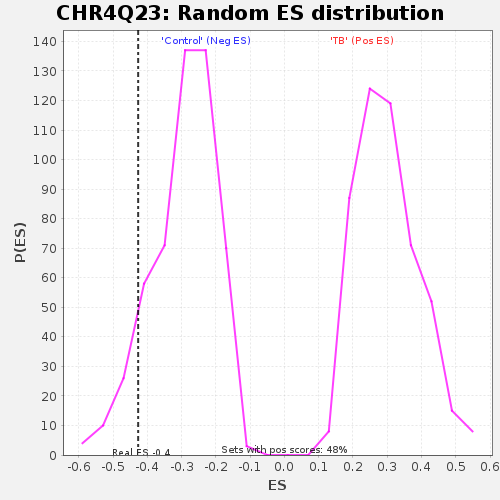 CHR4Q23: Random ES distribution
'Control' (Neg ES)
'TB' (Pos ES)
P(ES)
140
130
120
110
100
90
80
70
60
50
40
30
20
10
0
Real ES -0.4
Sets with pos scores: 48%
-0.6 -0.5 -0.4 -0.3 -0.2 -0.1 0.0 0.1 0.2 0.3 0.4 0.5 0.6
ES